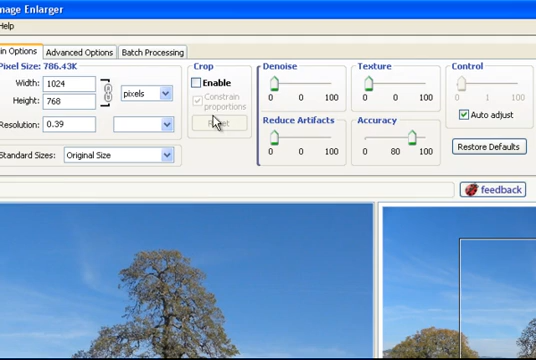 mage Enlarger
Help
in Options Advanced Options Batch Processing
Pixel Size: 786.43K
Width: 1024
Height: 768
pixels
Resolution: 0.39
Standard Sizes: Original Size
Crop
Enable
Constrain
proportions
Reset
Denoise
0 0 100
Texture
0 0 100
Control
0 1 100
Auto adjust
Reduce Artifacts
0 0 100
Accuracy
0 80 100
Restore Defaults
feedback